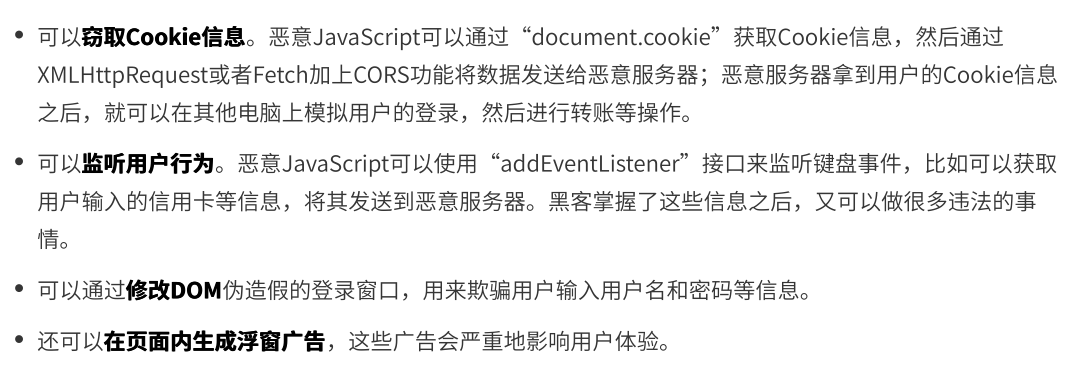 • 可以窃取Cookie信息。恶意JavaScript可以通过“document.cookie”获取Cookie信息，然后通过
XMLHttpRequest或者Fetch加上CORS功能将数据发送给恶意服务器；恶意服务器拿到用户的Cookie信息
之后，就可以在其他电脑上模拟用户的登录，然后进行转账等操作。
• 可以监听用户行为。恶意JavaScript可以使用“addEventListener”接口来监听键盘事件，比如可以获取
用户输入的信用卡等信息，将其发送到恶意服务器。黑客掌握了这些信息之后，又可以做很多违法的事
情。
• 可以通过修改DOM伪造假的登录窗口，用来欺骗用户输入用户名和密码等信息。
• 还可以在页面内生成浮窗广告，这些广告会严重地影响用户体验。